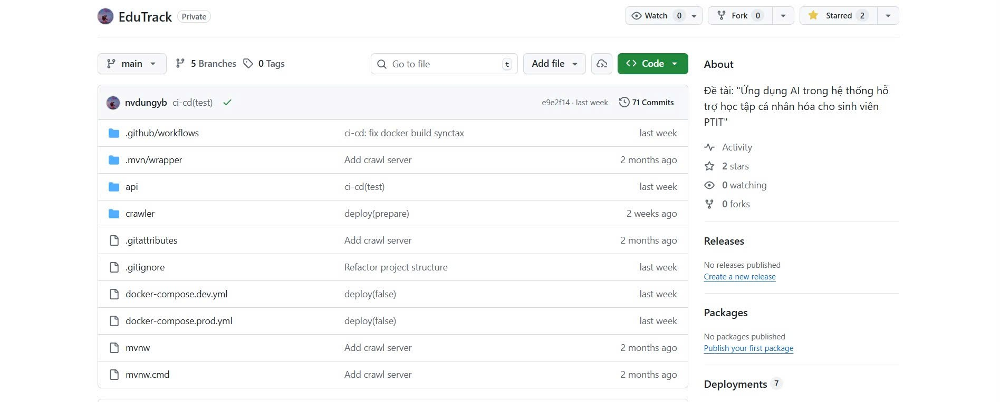 EduTrack Private
Watch 0 Fork 0 Starred 2
main 5 Branches 0 Tags Go to file t Add file Code
nvdungyb ci-cd(test) e9e2f14 · last week 71 Commits
.github/workflows ci-cd: fix docker build synctax last week
.mvn/wrapper Add crawl server 2 months ago
api ci-cd(test) last week
crawler deploy(prepare) 2 weeks ago
.gitattributes Add crawl server 2 months ago
.gitignore Refactor project structure last week
docker-compose.dev.yml deploy(false) last week
docker-compose.prod.yml deploy(false) last week
mvnw Add crawl server 2 months ago
mvnw.cmd Add crawl server 2 months ago
About
Đề tài: "Ứng dụng AI trong hệ thống hỗ
trợ học tập cá nhân hóa cho sinh viên
PTIT"
Activity
2 stars
0 watching
0 forks
Releases
No releases published
Create a new release
Packages
No packages published
Publish your first package
Deployments 7